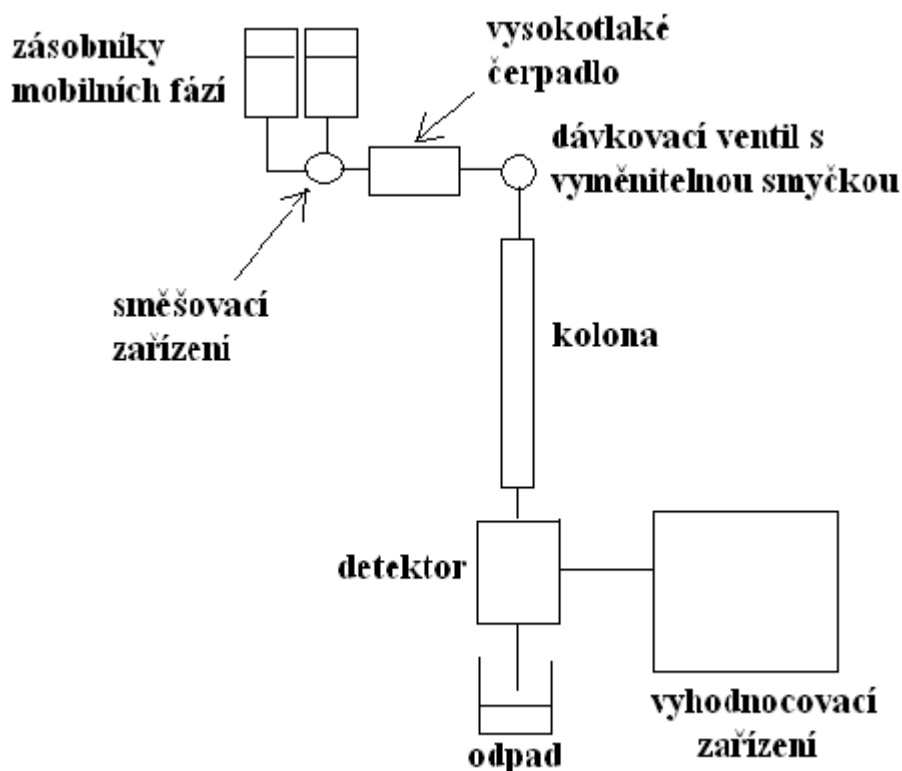 zásobníky
mobilních fází
vysokotlaké
čerpadlo
dávkovací ventil s
vyměnitelnou smyčkou
směšovací
zařízení
kolona
detektor
vyhodnocovací
zařízení
odpad